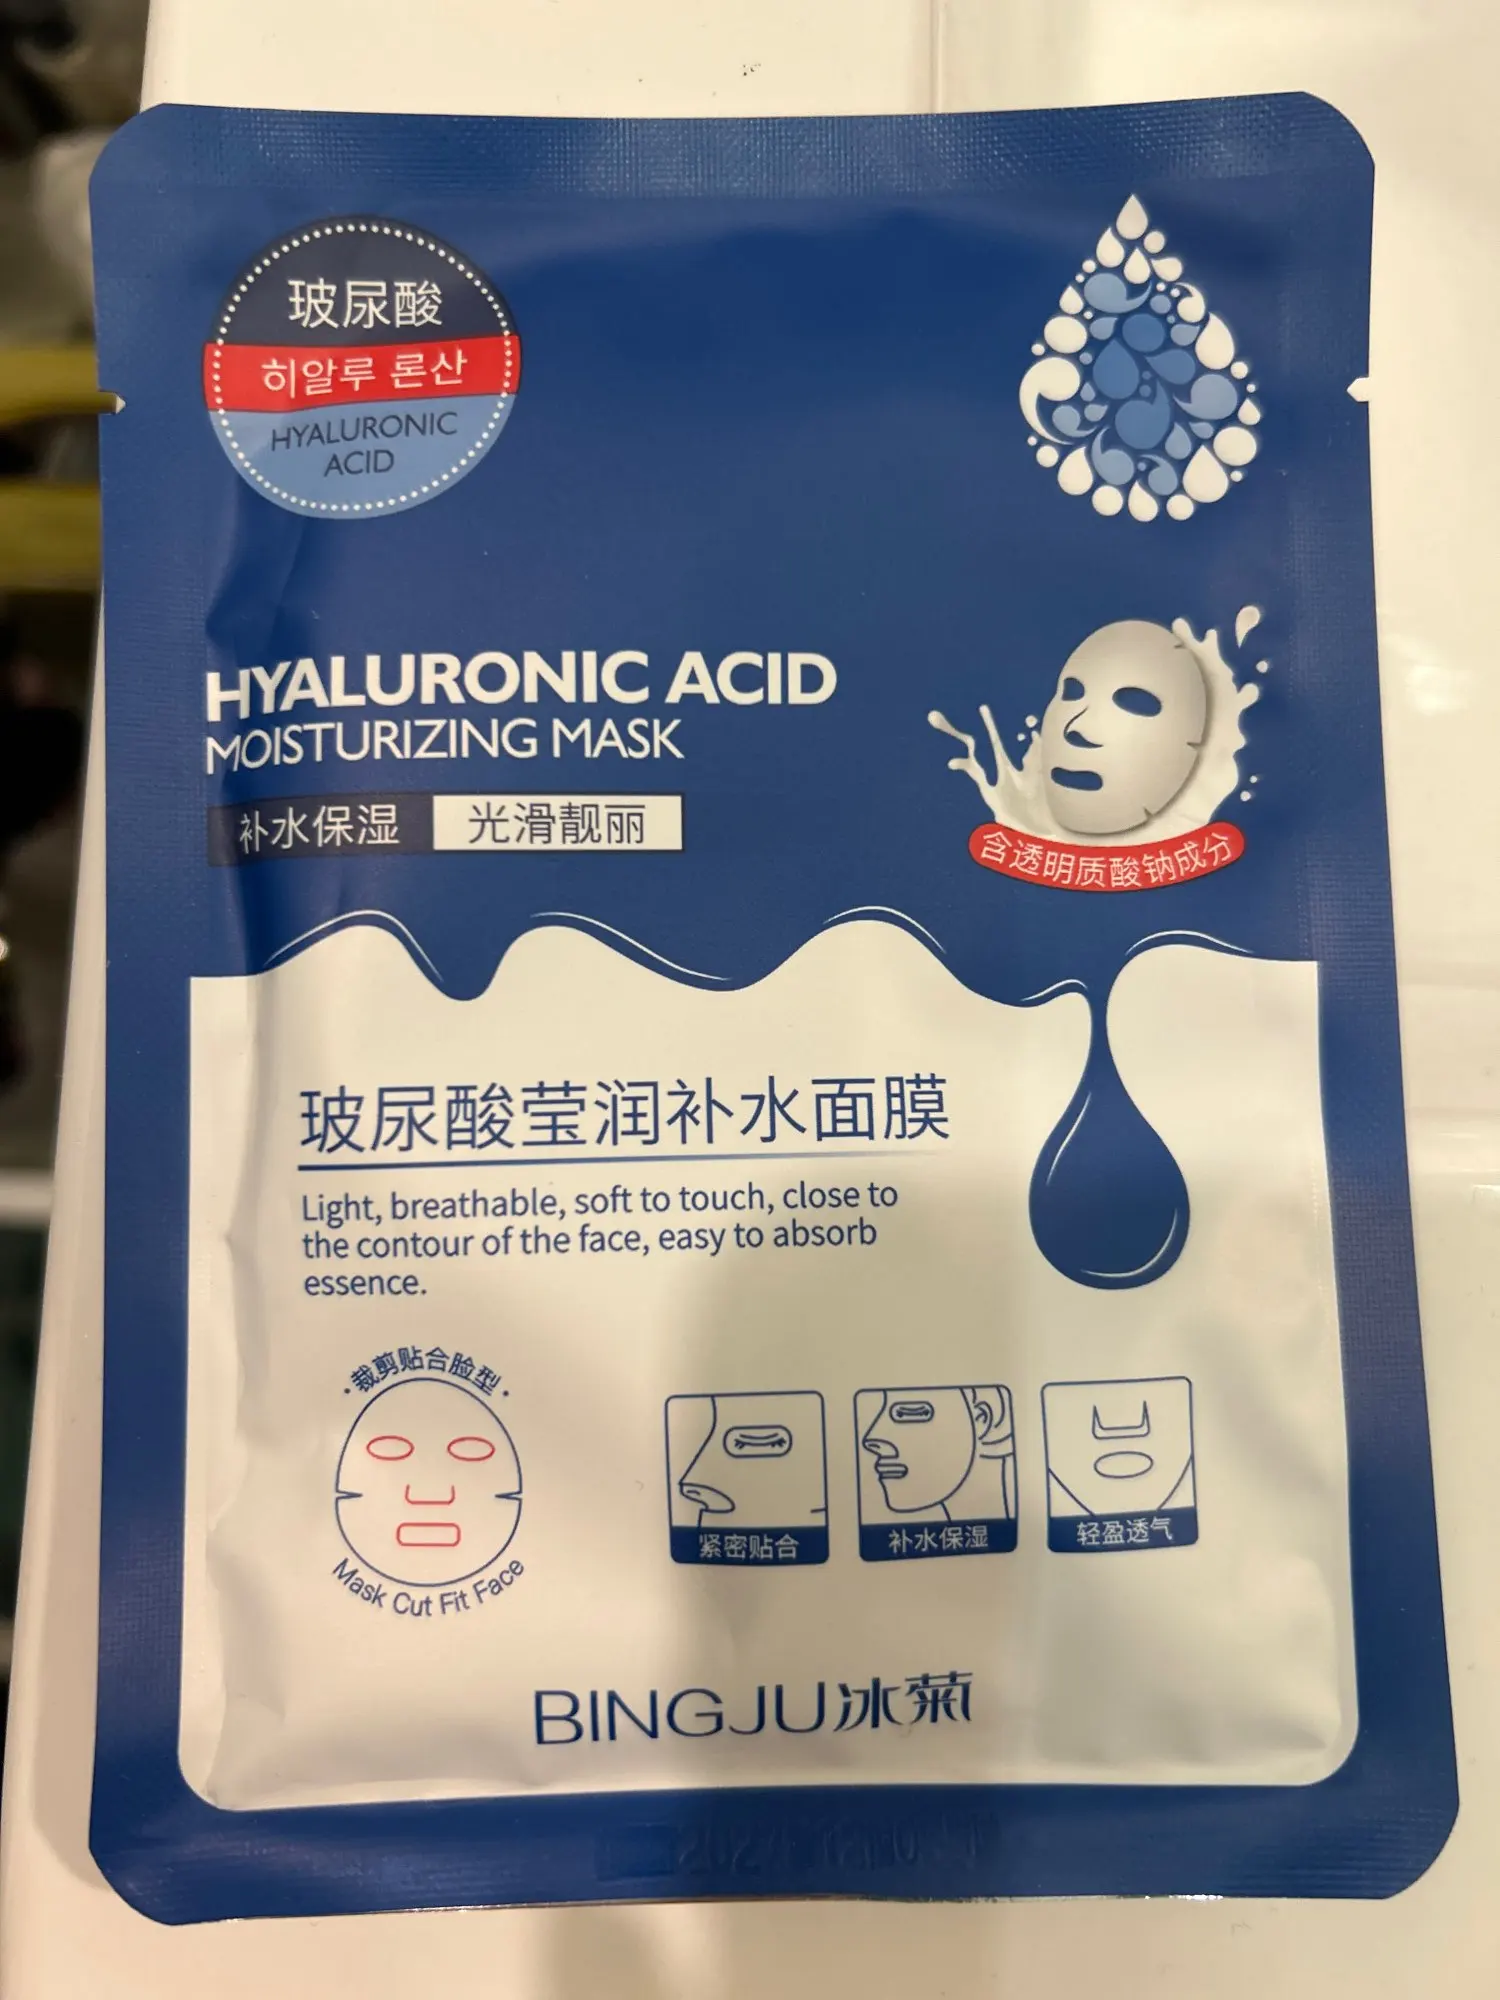 玻尿酸
히알루 론산
HYALURONIC
ACID
HYALURONIC ACID
MOISTURIZING MASK
补水保湿 光滑靓丽
含透明质酸钠成分
玻尿酸莹润补水面膜
Light, breathable, soft to touch, close to
the contour of the face, easy to absorb
essence.
·裁剪贴合脸型·
Mask Cut Fit Face
紧密贴合
补水保湿
轻盈透气
BINGJU冰菊